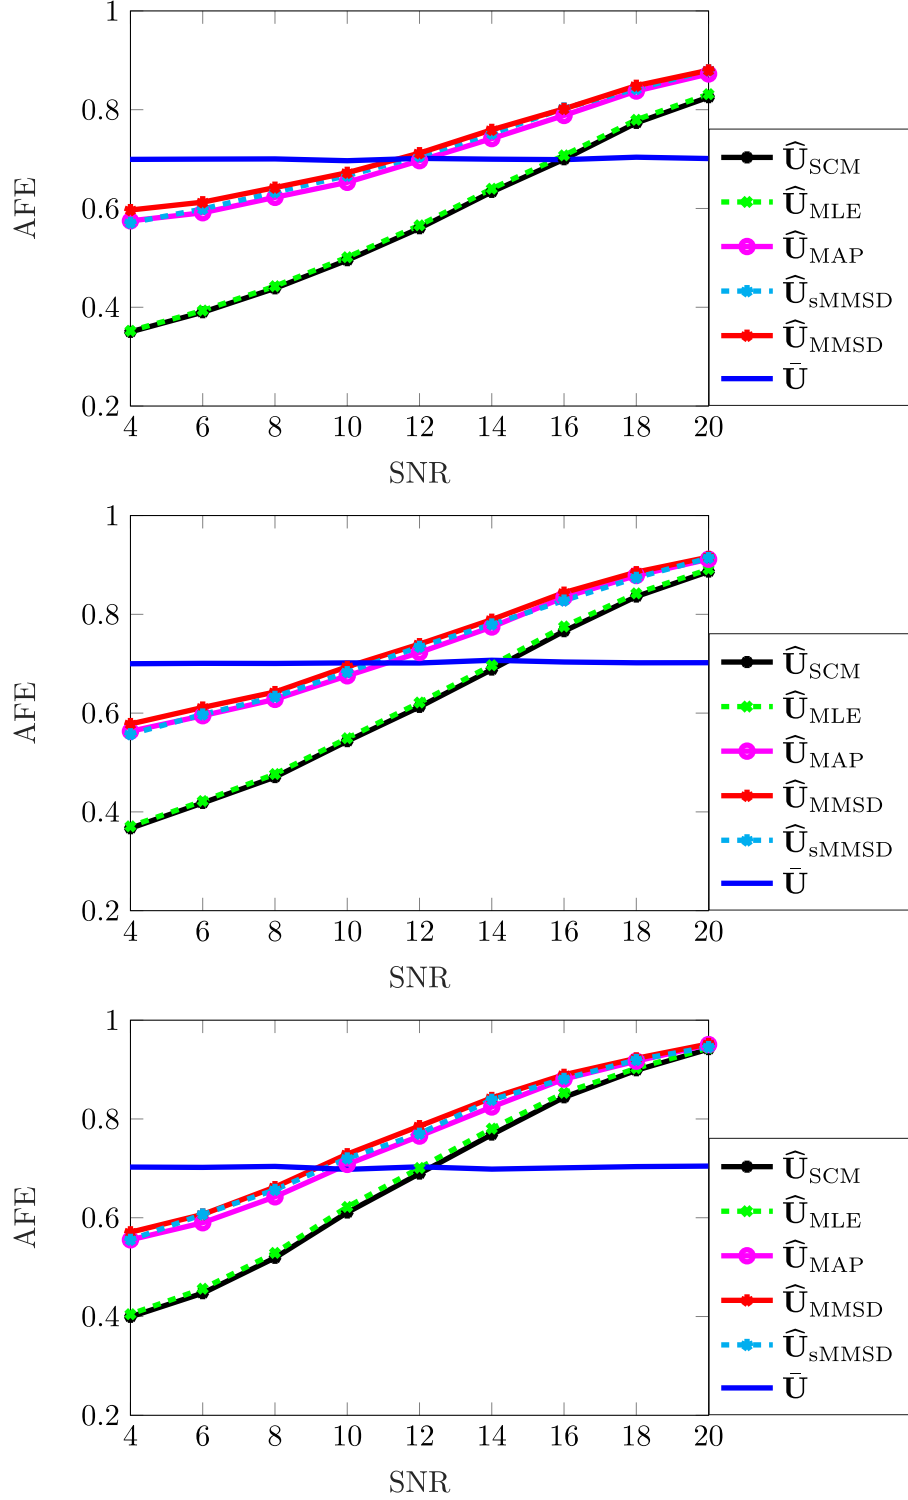 1
0.8
0.6
0.4
0.2
AFE
4 6 8 10 12 14 16 18 20
SNR
Û_SCM
Û_MLE
Û_MAP
Û_sMMSD
Û_MMSD
Ū
1
0.8
0.6
0.4
0.2
AFE
4 6 8 10 12 14 16 18 20
SNR
Û_SCM
Û_MLE
Û_MAP
Û_MMSD
Û_sMMSD
Ū
1
0.8
0.6
0.4
0.2
AFE
4 6 8 10 12 14 16 18 20
SNR
Û_SCM
Û_MLE
Û_MAP
Û_MMSD
Û_sMMSD
Ū